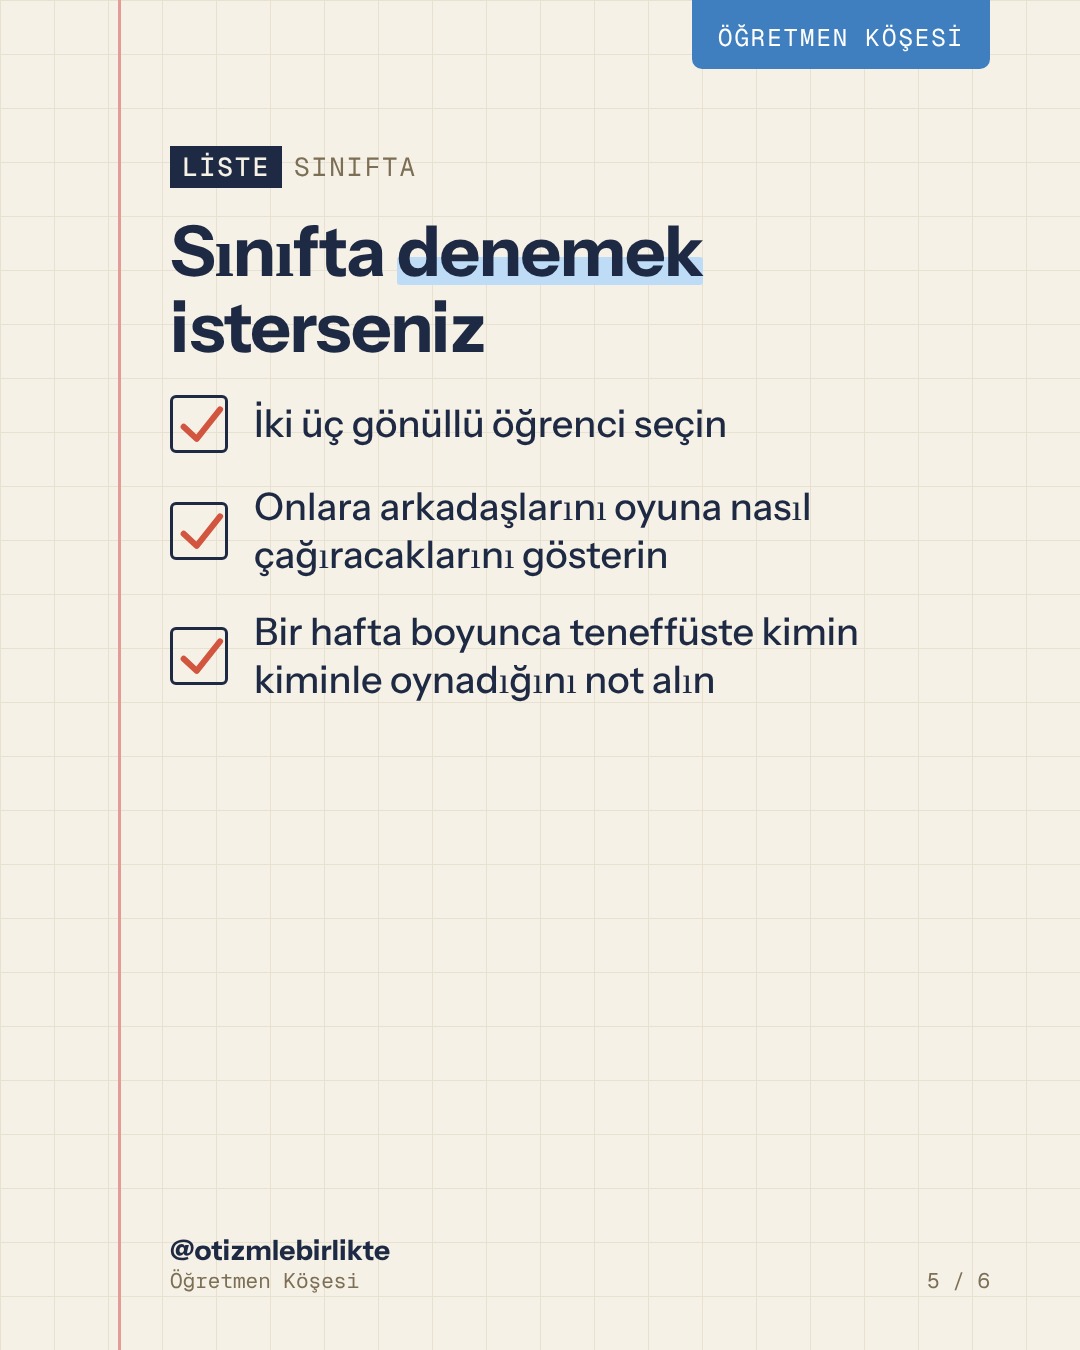 ÖĞRETMEN KÖŞESİ
LİSTE SINIFTA
Sınıfta denemek
isterseniz
İki üç gönüllü öğrenci seçin
Onlara arkadaşlarını oyuna nasıl
çağıracaklarını gösterin
Bir hafta boyunca teneffüste kimin
kiminle oynadığını not alın
@otizmlebirlikte
Öğretmen Köşesi
5 / 6